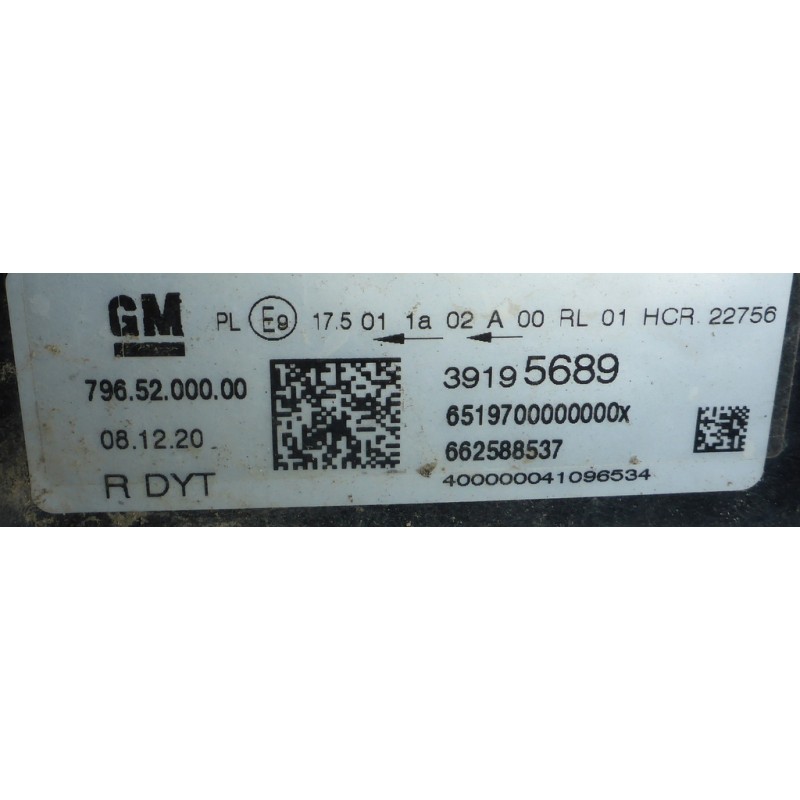 GM PL E9 17.5 01 1a 02 A 00 RL 01 HCR 22756
796.52.000.00
08.12.20
R DYT
39195689
6519700000000X
662588537
400000041096534